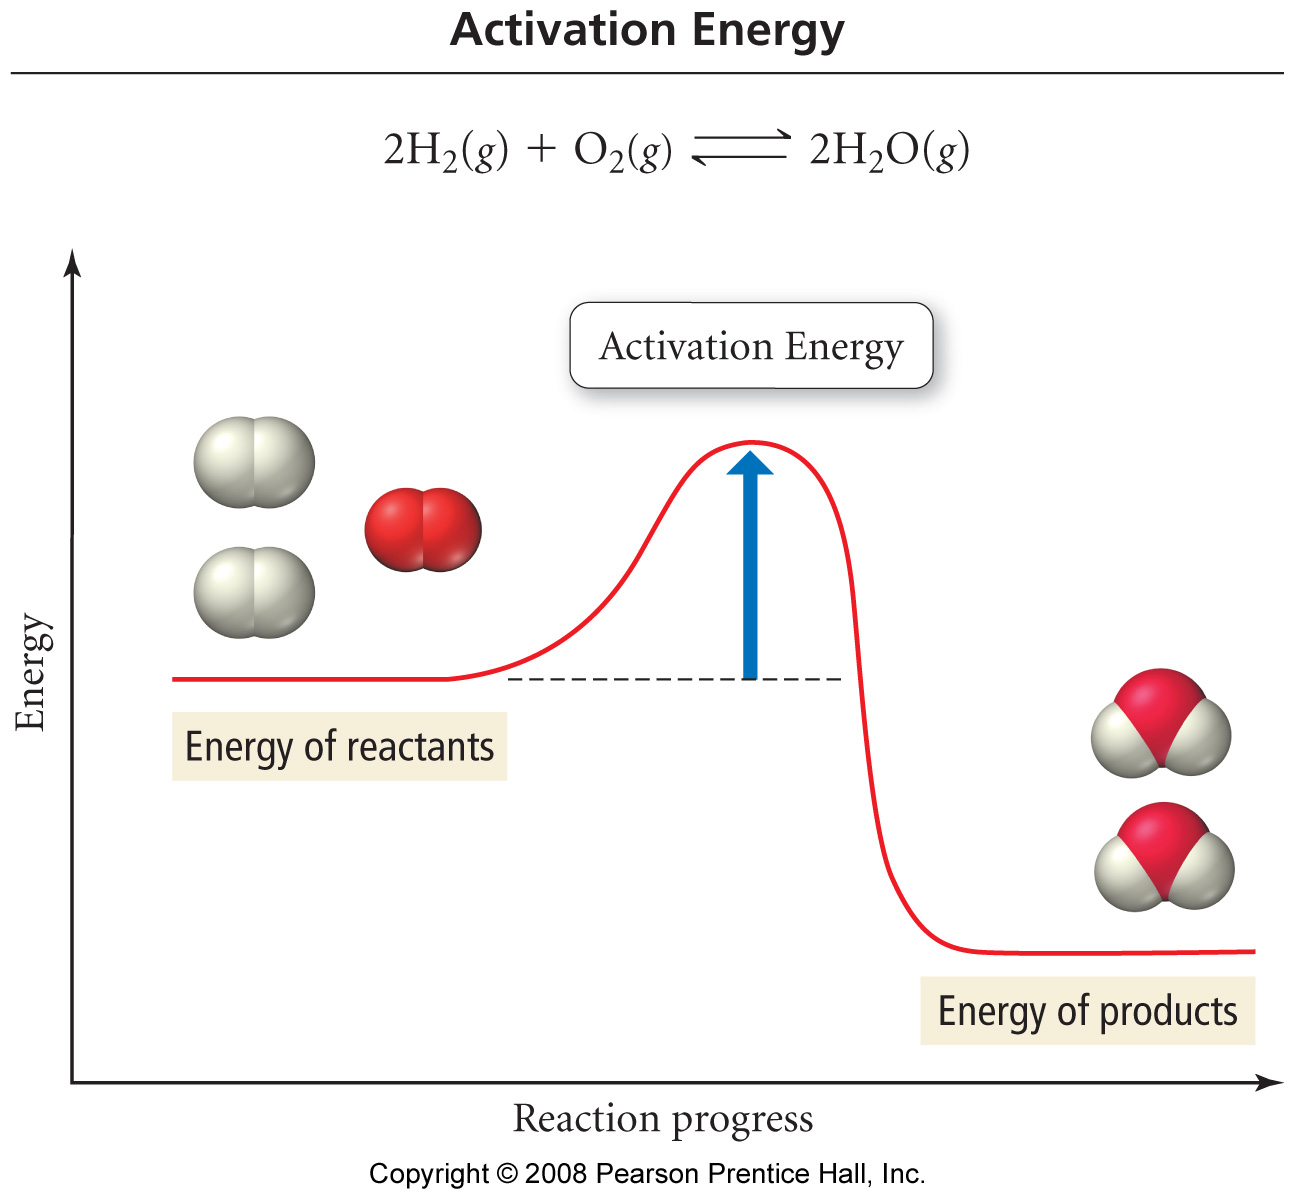 Activation Energy
2H₂(g) + O₂(g) ⇌ 2H₂O(g)
Activation Energy
Energy
Energy of reactants
Energy of products
Reaction progress
Copyright © 2008 Pearson Prentice Hall, Inc.